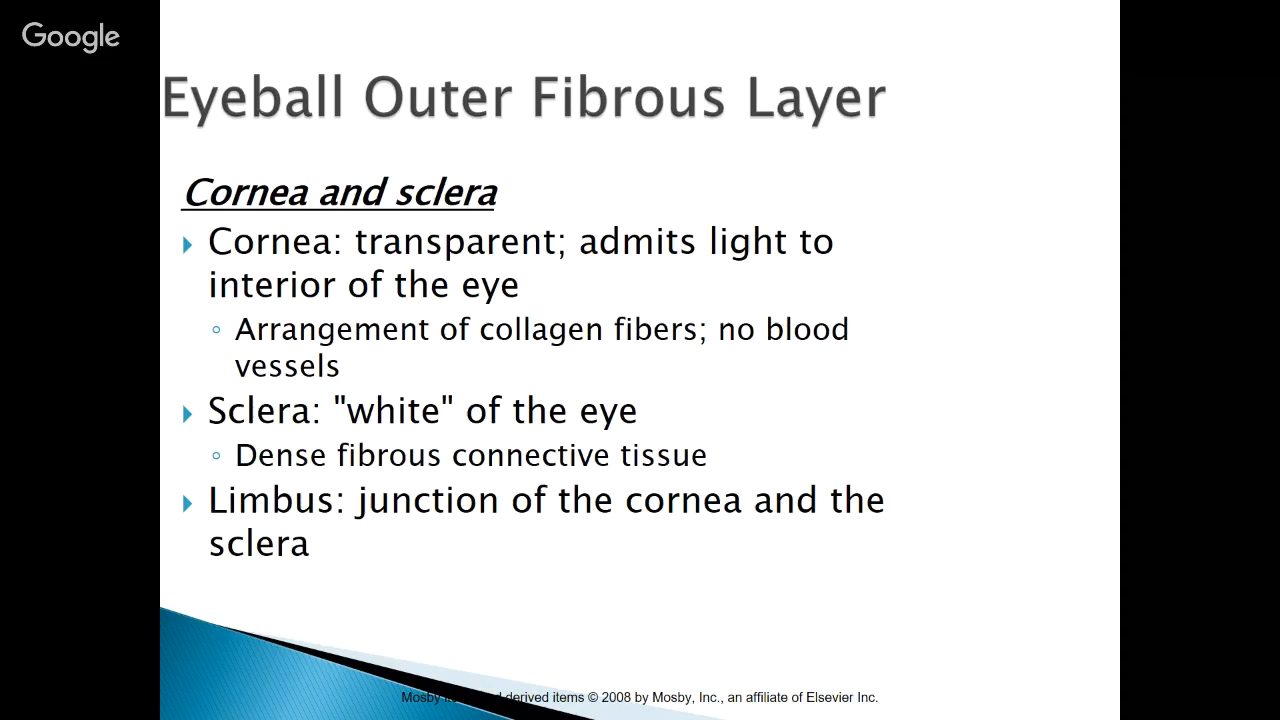 Google
Eyeball Outer Fibrous Layer
Cornea and sclera
Cornea: transparent; admits light to
interior of the eye
Arrangement of collagen fibers; no blood
vessels
Sclera: "white" of the eye
Dense fibrous connective tissue
Limbus: junction of the cornea and the
sclera
Mosby derived items © 2008 by Mosby, Inc., an affiliate of Elsevier Inc.